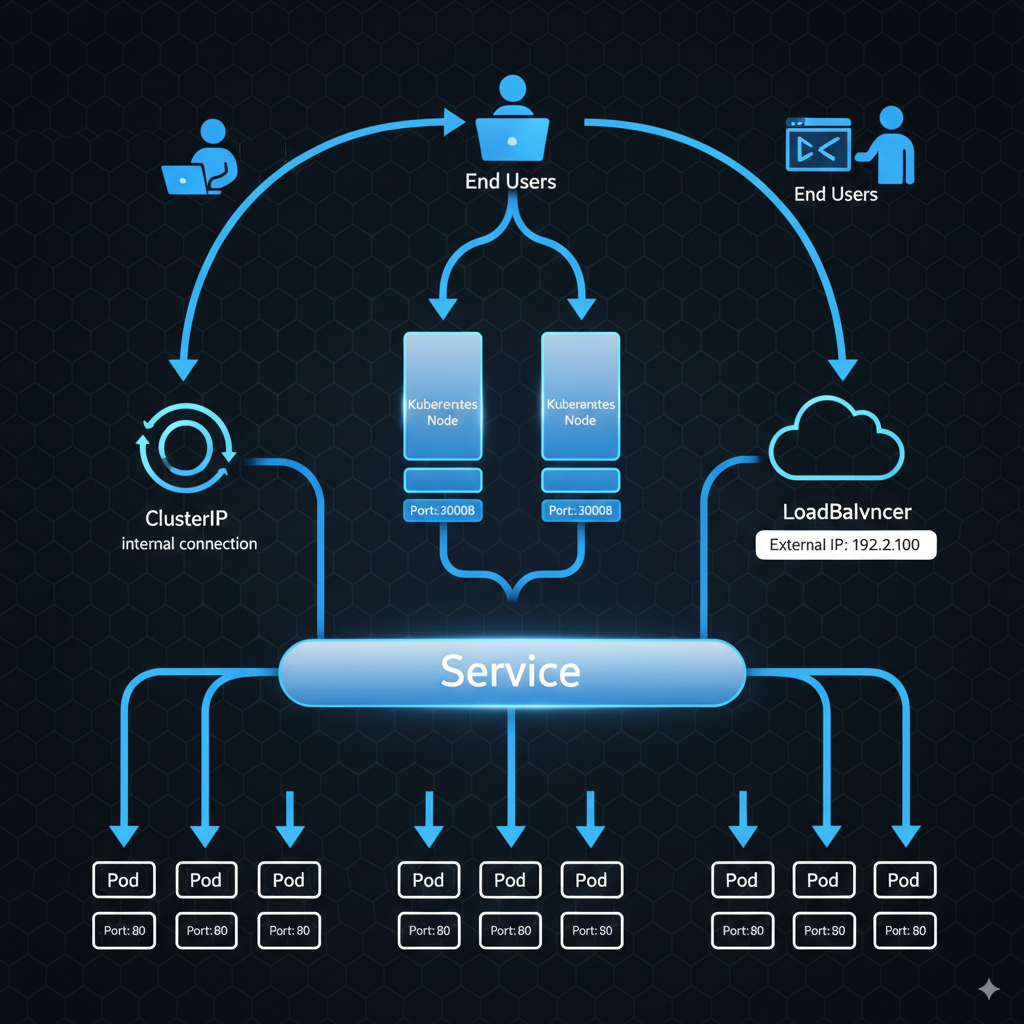 End Users
End Users
Kuberentes
Node
Kuberantes
Node
Port:30008
Port:30008
ClusterIP
internal connection
LoadBalvncer
External IP: 192.2.100
Service
Pod
Pod
Pod
Pod
Pod
Pod
Pod
Pod
Pod
Port: 80
Port: 80
Port: 80
Port: 80
Port: 80
Port: 80
Port: 80
Port: 80
Port: 80